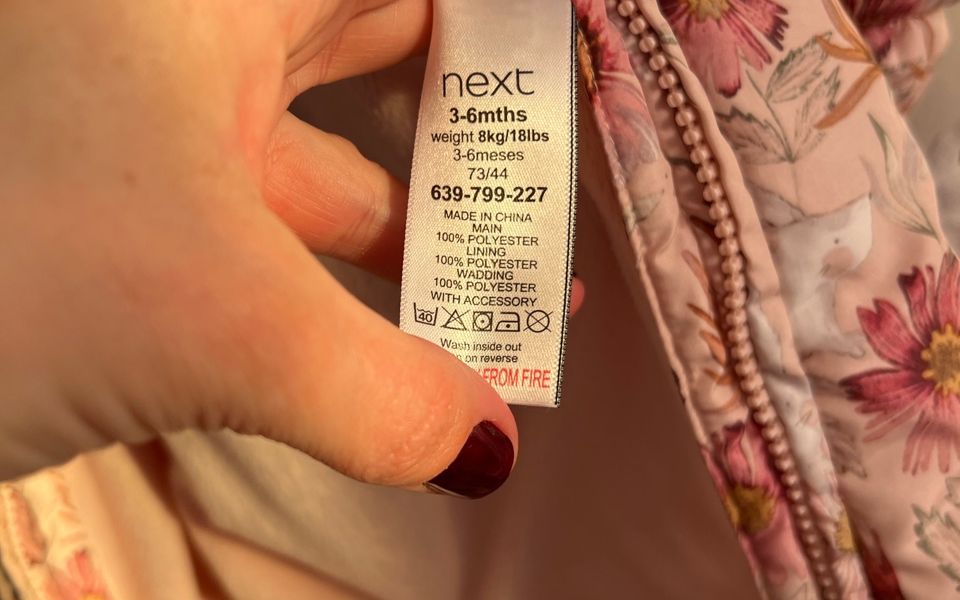 next
3-6mths
weight 8kg/18lbs
3-6meses
73/44
639-799-227
MADE IN CHINA
MAIN
100% POLYESTER
LINING
100% POLYESTER
WADDING
100% POLYESTER
WITH ACCESSORY
40
Wash inside out
on reverse
FROM FIRE